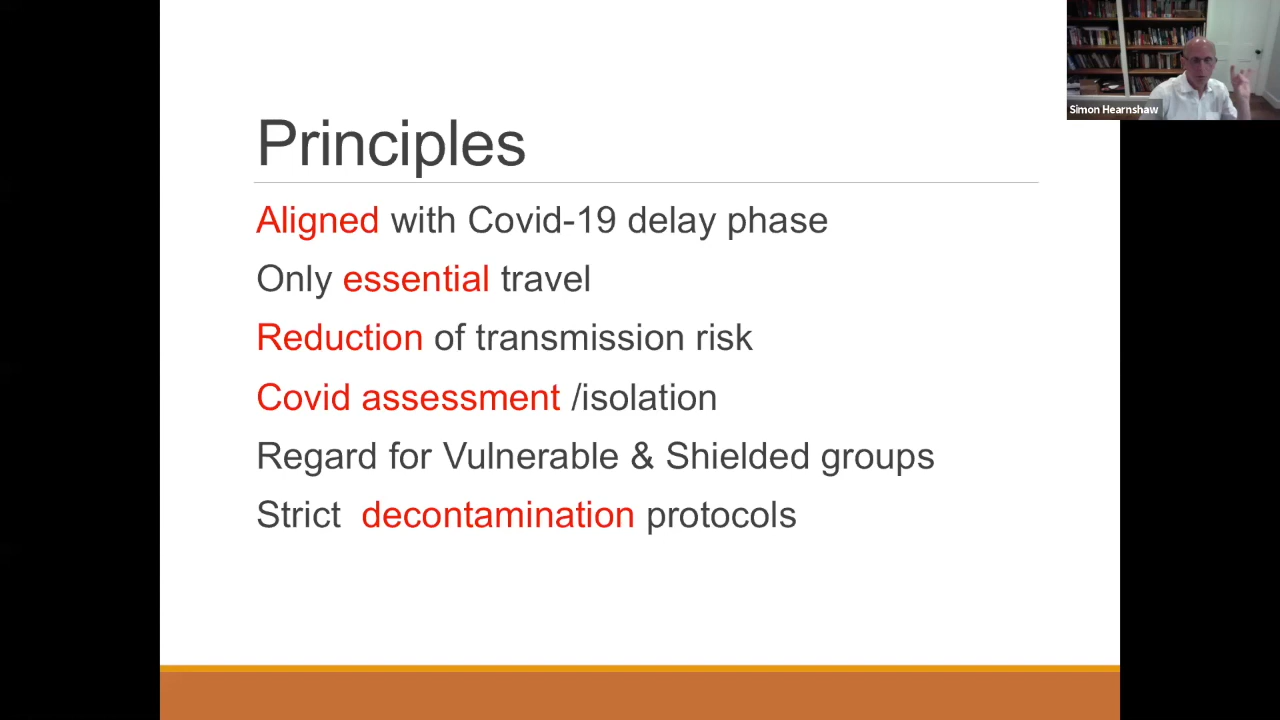 Principles
Aligned with Covid-19 delay phase
Only essential travel
Reduction of transmission risk
Covid assessment /isolation
Regard for Vulnerable & Shielded groups
Strict  decontamination protocols
Simon Hearnshaw